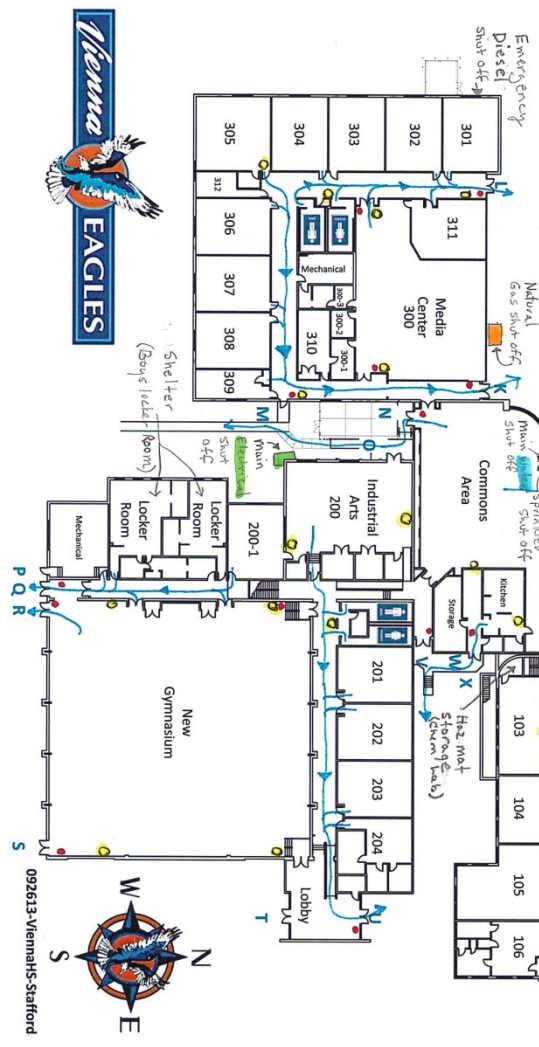 Emergency
Diesel
shut off
Vienna EAGLES
305
304
303
302
301
312
306
307
308
309
311
L
Mechanical
300-3
300-2
300-1
310
Media
Center
300
Natural
Gas shut off
K
M
N
O
Shelter
(Boys locker Room)
Main
Electrical
shut
off
Main Water
shut off
Sprinkler
shut off
Commons
Area
Industrial
Arts
200
200-1
Locker
Room
Locker
Room
Mechanical
Kitchen
Storage
P Q R
V
W
X
Haz mat
storage
(chem lab)
201
202
203
204
103
104
105
106
New
Gymnasium
Lobby
S
T
U
N
W
E
S
092613-ViennaHS-Stafford